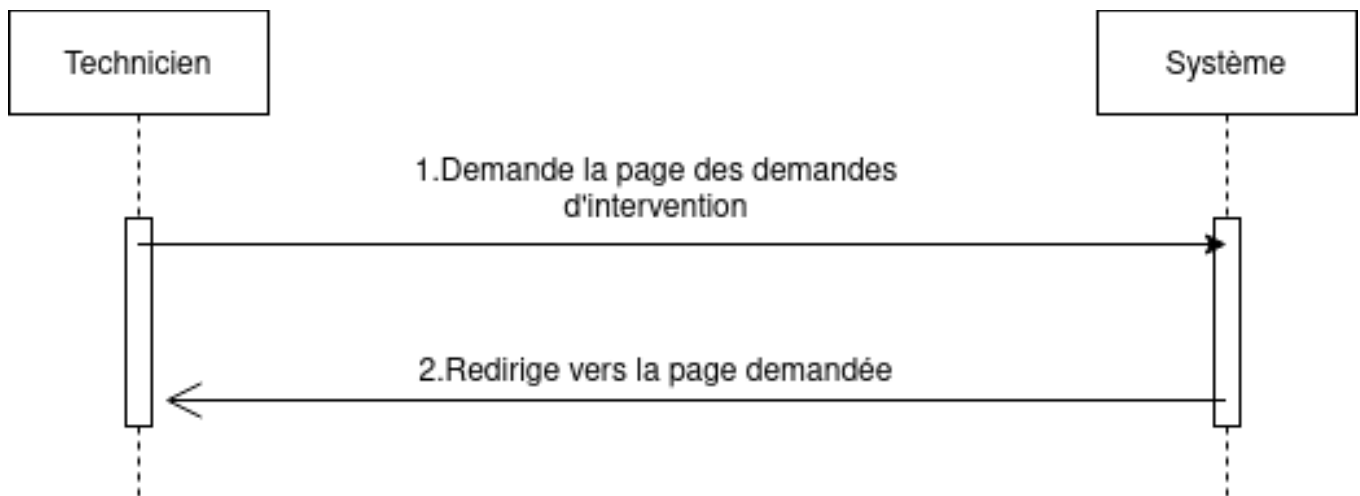 Technicien
Système
1.Demande la page des demandes
d'intervention
2.Redirige vers la page demandée